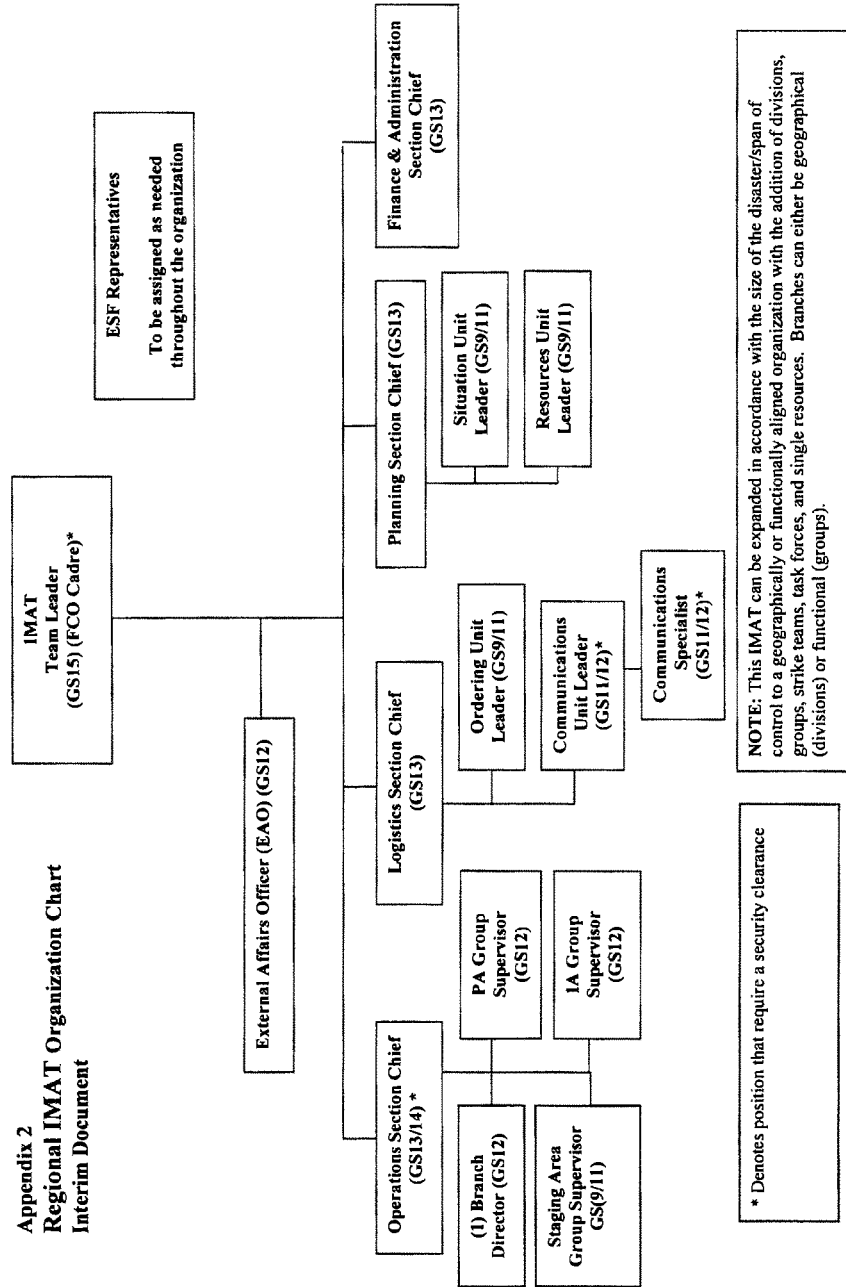 Appendix 2
Regional IMAT Organization Chart
Interim Document
IMAT
Team Leader
(GS15) (FCO Cadre)*
ESF Representatives
To be assigned as needed
throughout the organization
External Affairs Officer (EAO) (GS12)
Operations Section Chief
(GS13/14) *
(1) Branch
Director (GS12)
PA Group
Supervisor
(GS12)
Staging Area
Group Supervisor
GS(9/11)
IA Group
Supervisor
(GS12)
Logistics Section Chief
(GS13)
Ordering Unit
Leader (GS9/11)
Communications
Unit Leader
(GS11/12)*
Communications
Specialist
(GS11/12)*
Planning Section Chief (GS13)
Situation Unit
Leader (GS9/11)
Resources Unit
Leader (GS9/11)
Finance & Administration
Section Chief
(GS13)
* Denotes position that require a security clearance
NOTE: This IMAT can be expanded in accordance with the size of the disaster/span of
control to a geographically or functionally aligned organization with the addition of divisions,
groups, strike teams, task forces, and single resources. Branches can either be geographical
(divisions) or functional (groups).